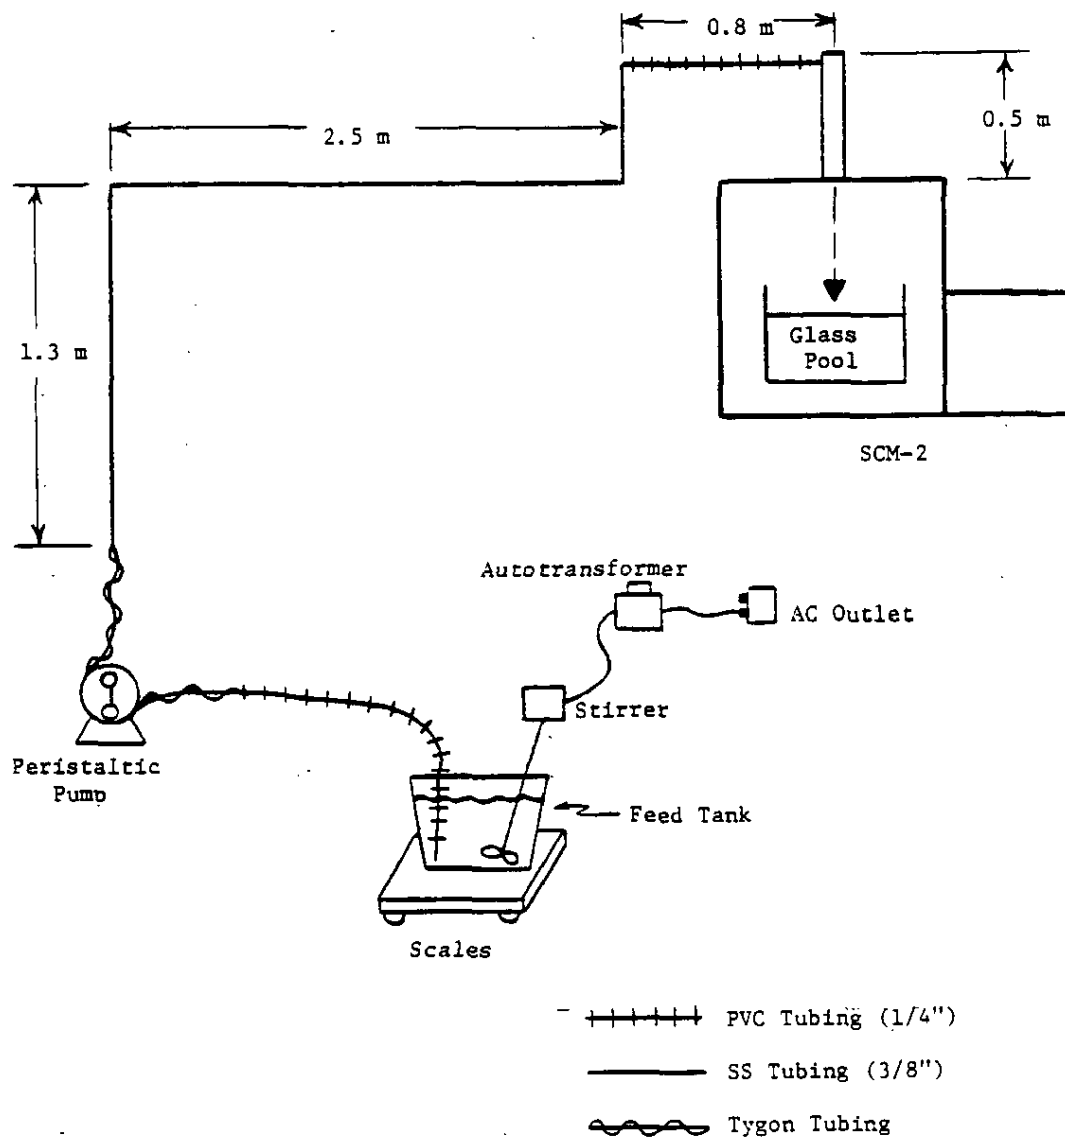 0.8 m
2.5 m
0.5 m
1.3 m
Glass
Pool
SCM-2
Autotransformer
AC Outlet
Stirrer
Peristaltic
Pump
Feed Tank
Scales
PVC Tubing (1/4")
SS Tubing (3/8")
Tygon Tubing